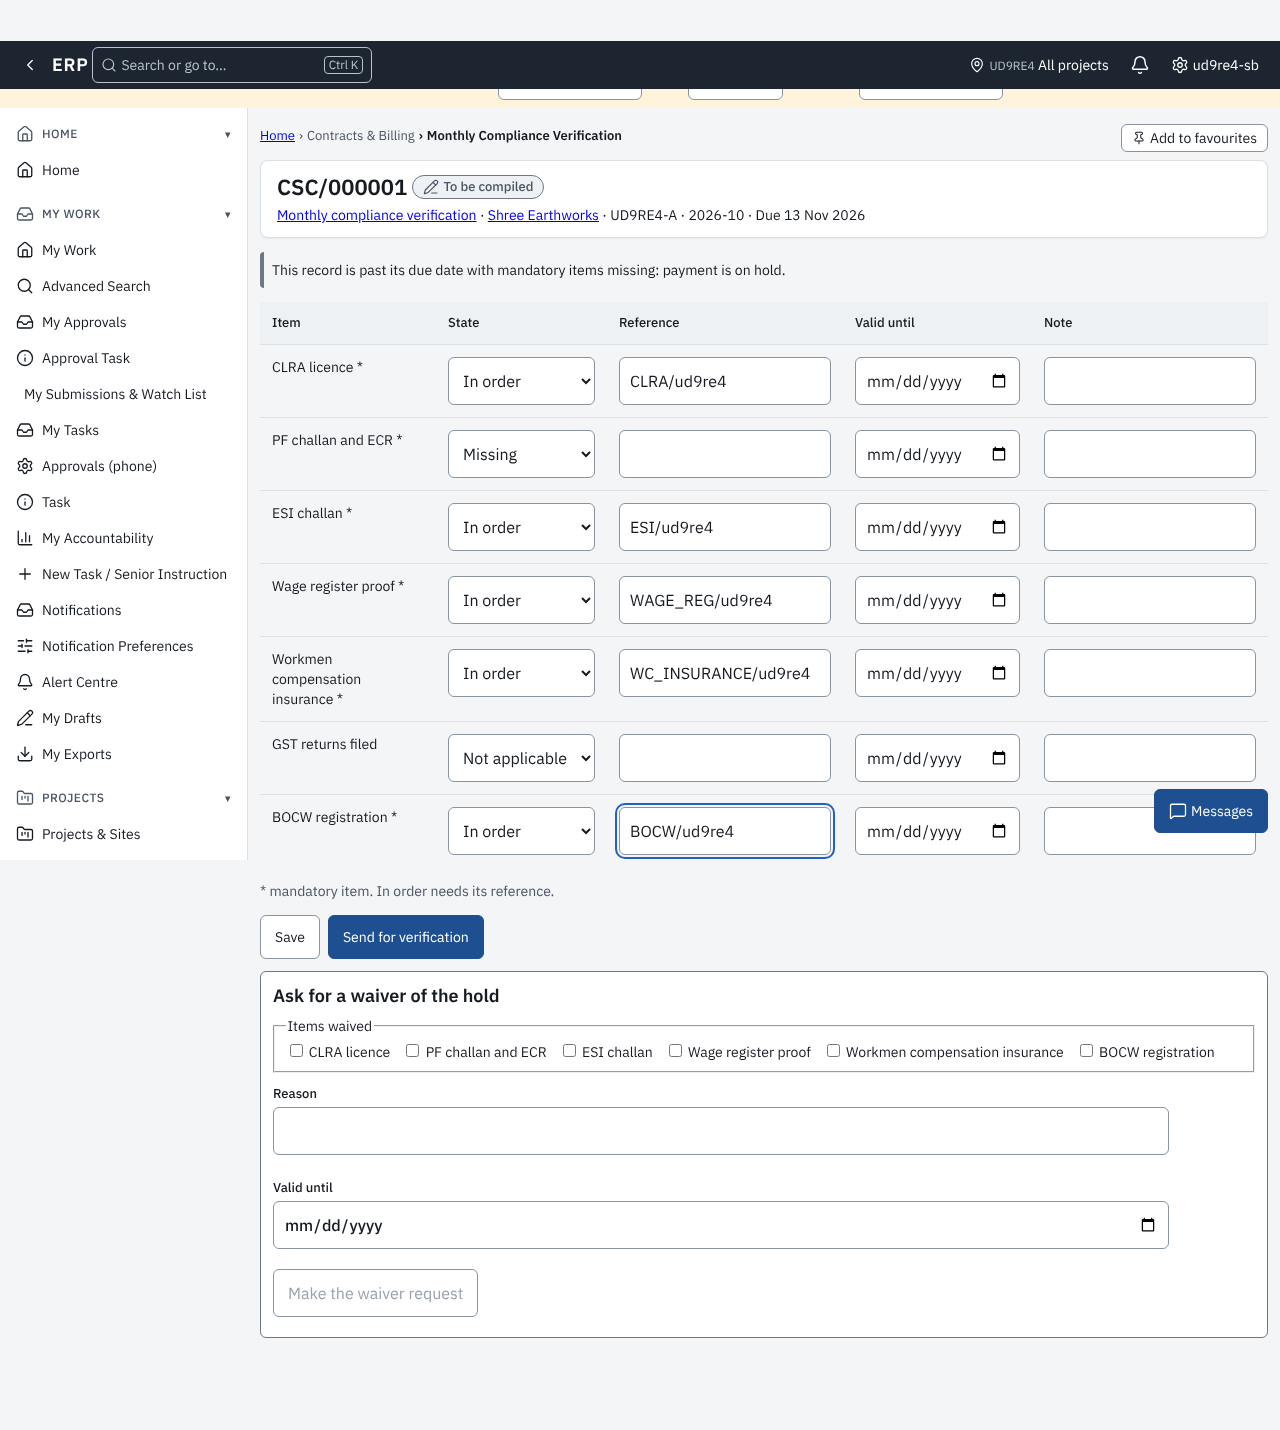 ERP
Search or go to...
Ctrl K
UD9RE4 All projects
ud9re4-sb
HOME
Home
MY WORK
My Work
Advanced Search
My Approvals
Approval Task
My Submissions & Watch List
My Tasks
Approvals (phone)
Task
My Accountability
New Task / Senior Instruction
Notifications
Notification Preferences
Alert Centre
My Drafts
My Exports
PROJECTS
Projects & Sites
Home › Contracts & Billing › Monthly Compliance Verification
Add to favourites
CSC/000001 To be compiled
Monthly compliance verification · Shree Earthworks · UD9RE4-A · 2026-10 · Due 13 Nov 2026
This record is past its due date with mandatory items missing: payment is on hold.
Item State Reference Valid until Note
CLRA licence * In order CLRA/ud9re4 mm/dd/yyyy
PF challan and ECR * Missing mm/dd/yyyy
ESI challan * In order ESI/ud9re4 mm/dd/yyyy
Wage register proof * In order WAGE_REG/ud9re4 mm/dd/yyyy
Workmen
compensation
insurance *
In order WC_INSURANCE/ud9re4 mm/dd/yyyy
GST returns filed Not applicable mm/dd/yyyy
BOCW registration * In order BOCW/ud9re4 mm/dd/yyyy
Messages
* mandatory item. In order needs its reference.
Save Send for verification
Ask for a waiver of the hold
Items waived
CLRA licence PF challan and ECR ESI challan Wage register proof Workmen compensation insurance BOCW registration
Reason
Valid until
mm/dd/yyyy
Make the waiver request